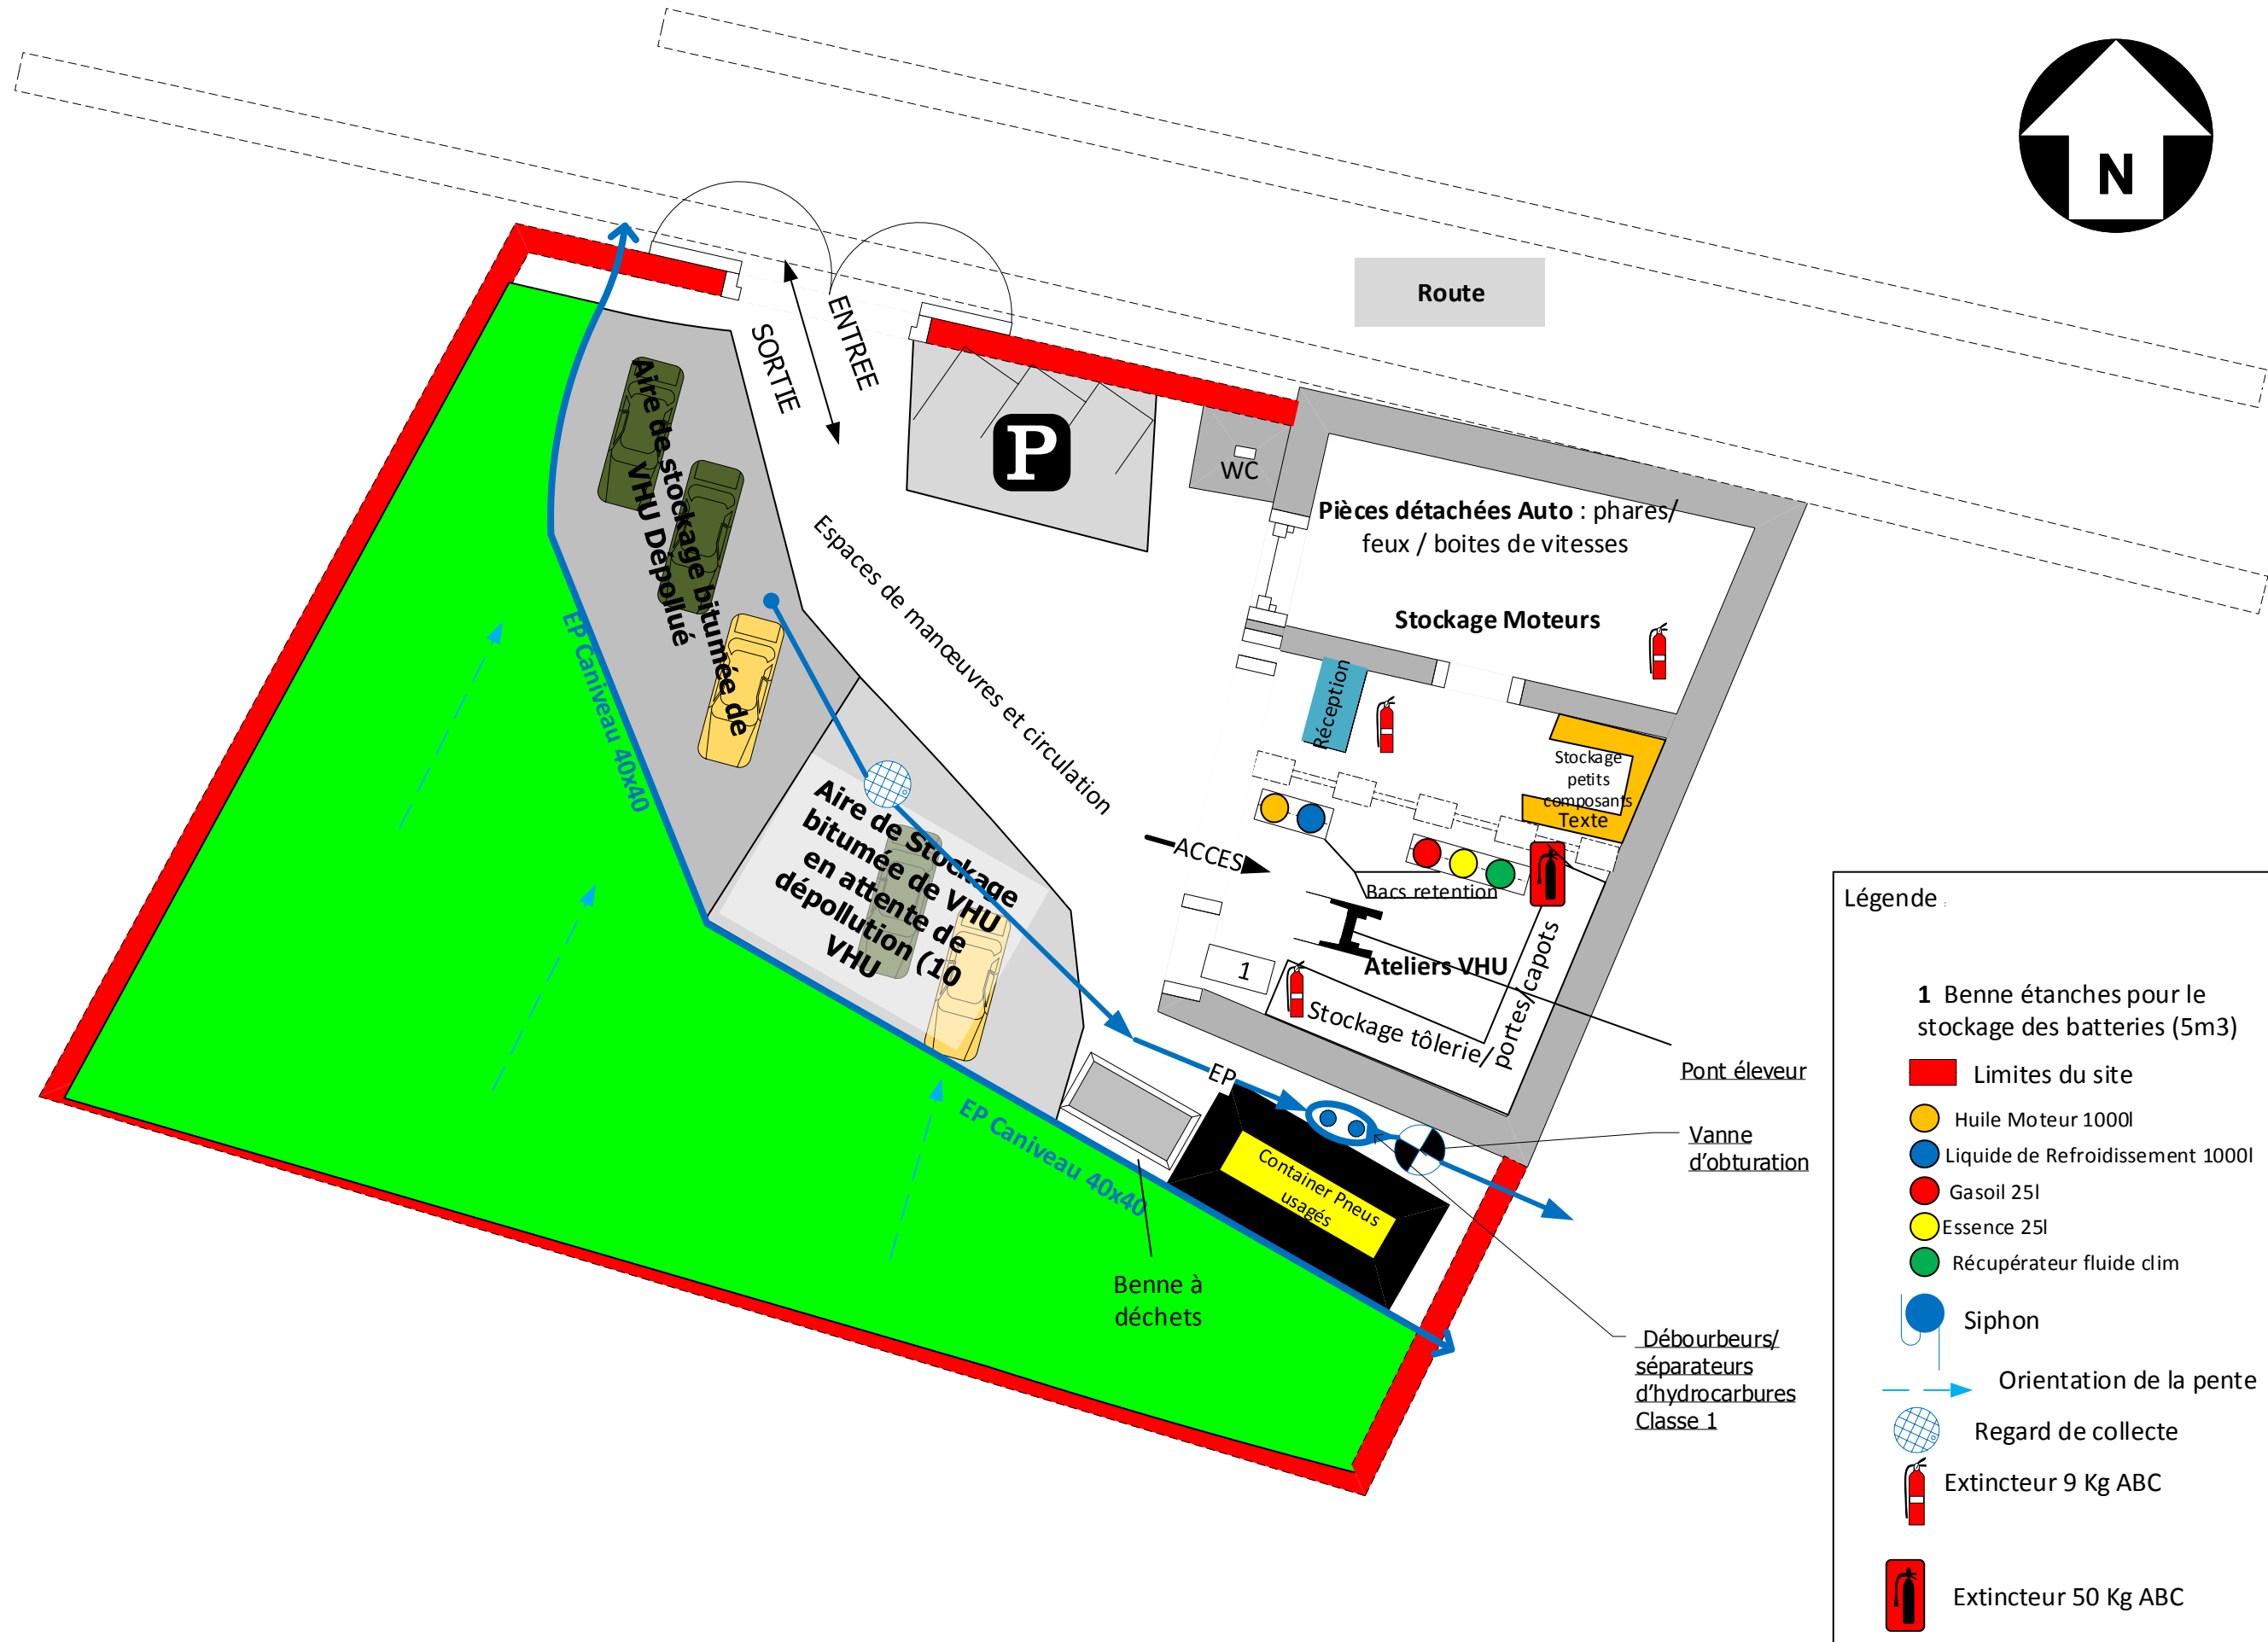 N
Route
SORTIE
ENTREE
P
WC
Aire de stockage bitumée de
VHU Dépollué
Espaces de manœuvres et circulation
Pièces détachées Auto : phares/
feux / boites de vitesses
Stockage Moteurs
Réception
Stockage
petits
composants
Texte
EP Caniveau 40x40
Aire de Stockage
bitumée de VHU
en attente de
dépollution (10
VHU
ACCES
Bacs retention
Ateliers VHU
1
Stockage tôlerie/
portes/capots
EP
EP Caniveau 40x40
Container Pneus
usagés
Benne à
déchets
Pont éleveur
Vanne
d'obturation
Débourbeurs/
séparateurs
d'hydrocarbures
Classe 1
Légende :
1 Benne étanches pour le
stockage des batteries (5m3)
Limites du site
Huile Moteur 1000l
Liquide de Refroidissement 1000l
Gasoil 25l
Essence 25l
Récupérateur fluide clim
Siphon
Orientation de la pente
Regard de collecte
Extincteur 9 Kg ABC
Extincteur 50 Kg ABC